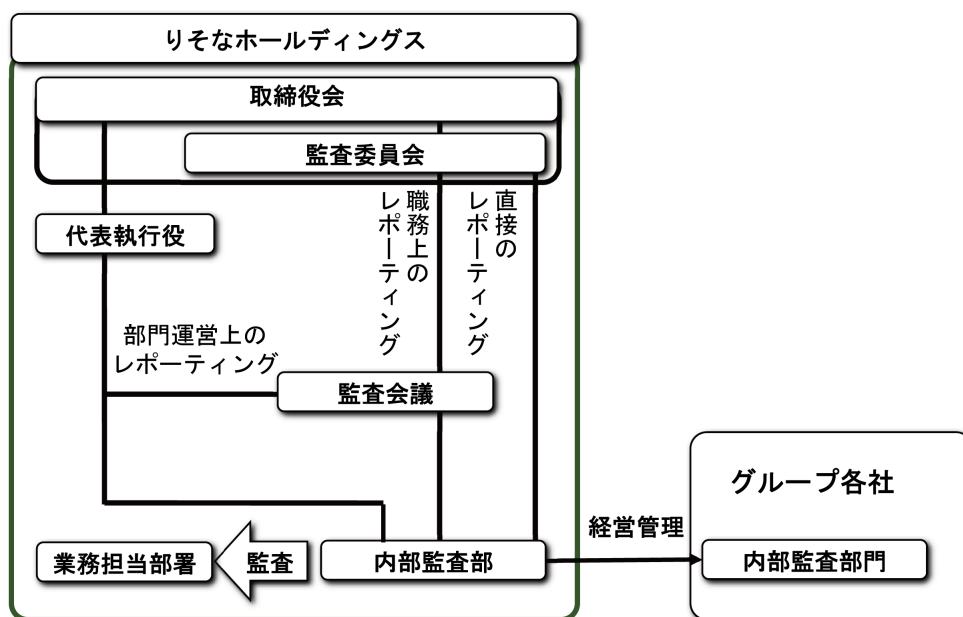 りそなホールディングス
取締役会
監査委員会
代表執行役
職務上の
レポーティング
直接の
レポーティング
部門運営上の
レポーティング
監査会議
グループ各社
経営管理
業務担当部署
監査
内部監査部
内部監査部門